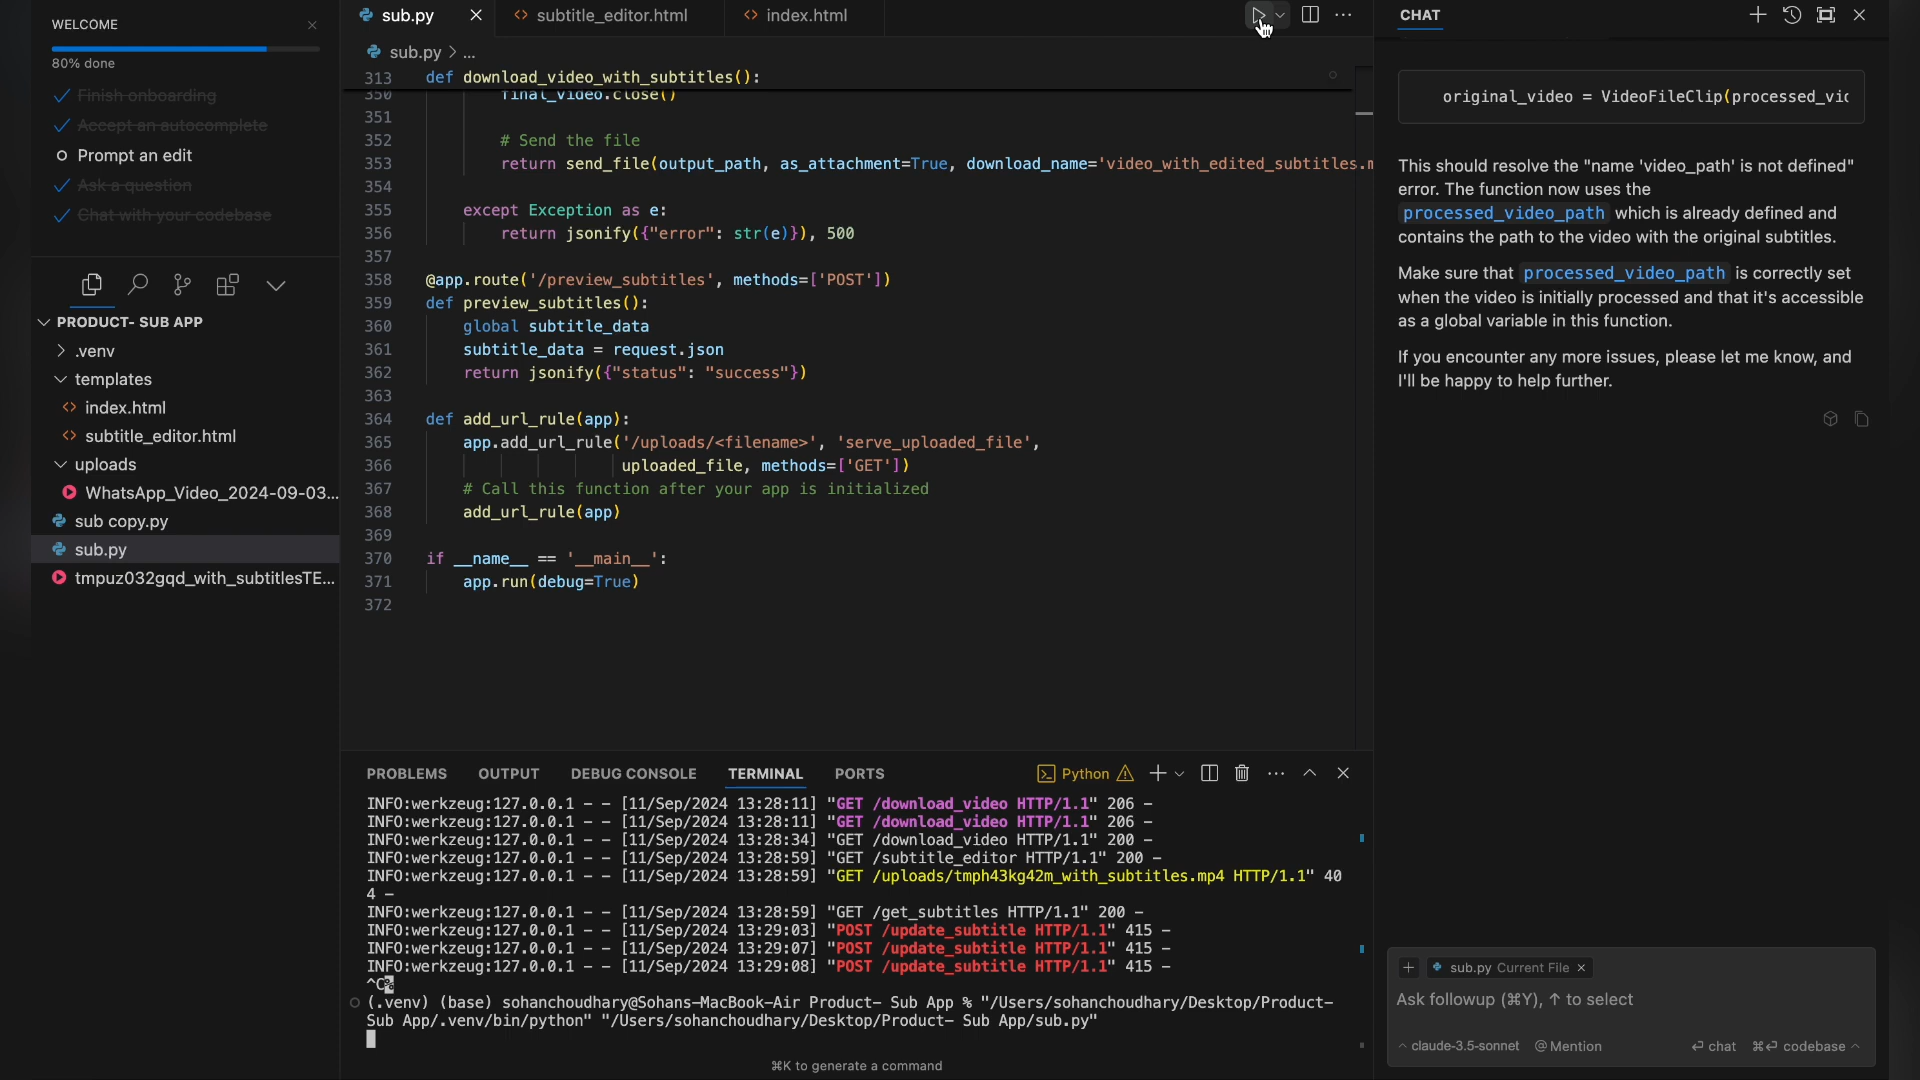 WELCOME
80% done
Finish onboarding
Accept an autocomplete
Prompt an edit
Ask a question
Chat with your codebase
PRODUCT- SUB APP
.venv
templates
index.html
subtitle_editor.html
uploads
WhatsApp_Video_2024-09-03...
sub copy.py
sub.py
tmpuz032gqd_with_subtitlesTE...
sub.py
subtitle_editor.html
index.html
sub.py > ...
313 def download_video_with_subtitles():
350 final_video.close()
351
352 # Send the file
353 return send_file(output_path, as_attachment=True, download_name='video_with_edited_subtitles.m
354
355 except Exception as e:
356 return jsonify({"error": str(e)}), 500
357
358 @app.route('/preview_subtitles', methods=['POST'])
359 def preview_subtitles():
360 global subtitle_data
361 subtitle_data = request.json
362 return jsonify({"status": "success"})
363
364 def add_url_rule(app):
365 app.add_url_rule('/uploads/<filename>', 'serve_uploaded_file',
366 uploaded_file, methods=['GET'])
367 # Call this function after your app is initialized
368 add_url_rule(app)
369
370 if __name__ == '__main__':
371 app.run(debug=True)
372
PROBLEMS OUTPUT DEBUG CONSOLE TERMINAL PORTS
Python
INFO:werkzeug:127.0.0.1 - - [11/Sep/2024 13:28:11] "GET /download_video HTTP/1.1" 206 -
INFO:werkzeug:127.0.0.1 - - [11/Sep/2024 13:28:11] "GET /download_video HTTP/1.1" 206 -
INFO:werkzeug:127.0.0.1 - - [11/Sep/2024 13:28:34] "GET /download_video HTTP/1.1" 200 -
INFO:werkzeug:127.0.0.1 - - [11/Sep/2024 13:28:59] "GET /subtitle_editor HTTP/1.1" 200 -
INFO:werkzeug:127.0.0.1 - - [11/Sep/2024 13:28:59] "GET /uploads/tmph43kg42m_with_subtitles.mp4 HTTP/1.1" 40
4 -
INFO:werkzeug:127.0.0.1 - - [11/Sep/2024 13:28:59] "GET /get_subtitles HTTP/1.1" 200 -
INFO:werkzeug:127.0.0.1 - - [11/Sep/2024 13:29:03] "POST /update_subtitle HTTP/1.1" 415 -
INFO:werkzeug:127.0.0.1 - - [11/Sep/2024 13:29:07] "POST /update_subtitle HTTP/1.1" 415 -
INFO:werkzeug:127.0.0.1 - - [11/Sep/2024 13:29:08] "POST /update_subtitle HTTP/1.1" 415 -
^C%
(.venv) (base) sohanchoudhary@Sohans-MacBook-Air Product- Sub App % "/Users/sohanchoudhary/Desktop/Product-
Sub App/.venv/bin/python" "/Users/sohanchoudhary/Desktop/Product- Sub App/sub.py"
⌘K to generate a command
CHAT
original_video = VideoFileClip(processed_vic
This should resolve the "name 'video_path' is not defined"
error. The function now uses the
processed_video_path which is already defined and
contains the path to the video with the original subtitles.
Make sure that processed_video_path is correctly set
when the video is initially processed and that it's accessible
as a global variable in this function.
If you encounter any more issues, please let me know, and
I'll be happy to help further.
sub.py Current File
Ask followup (⌘Y), ↑ to select
claude-3.5-sonnet @ Mention ↵ chat ⌘↵ codebase